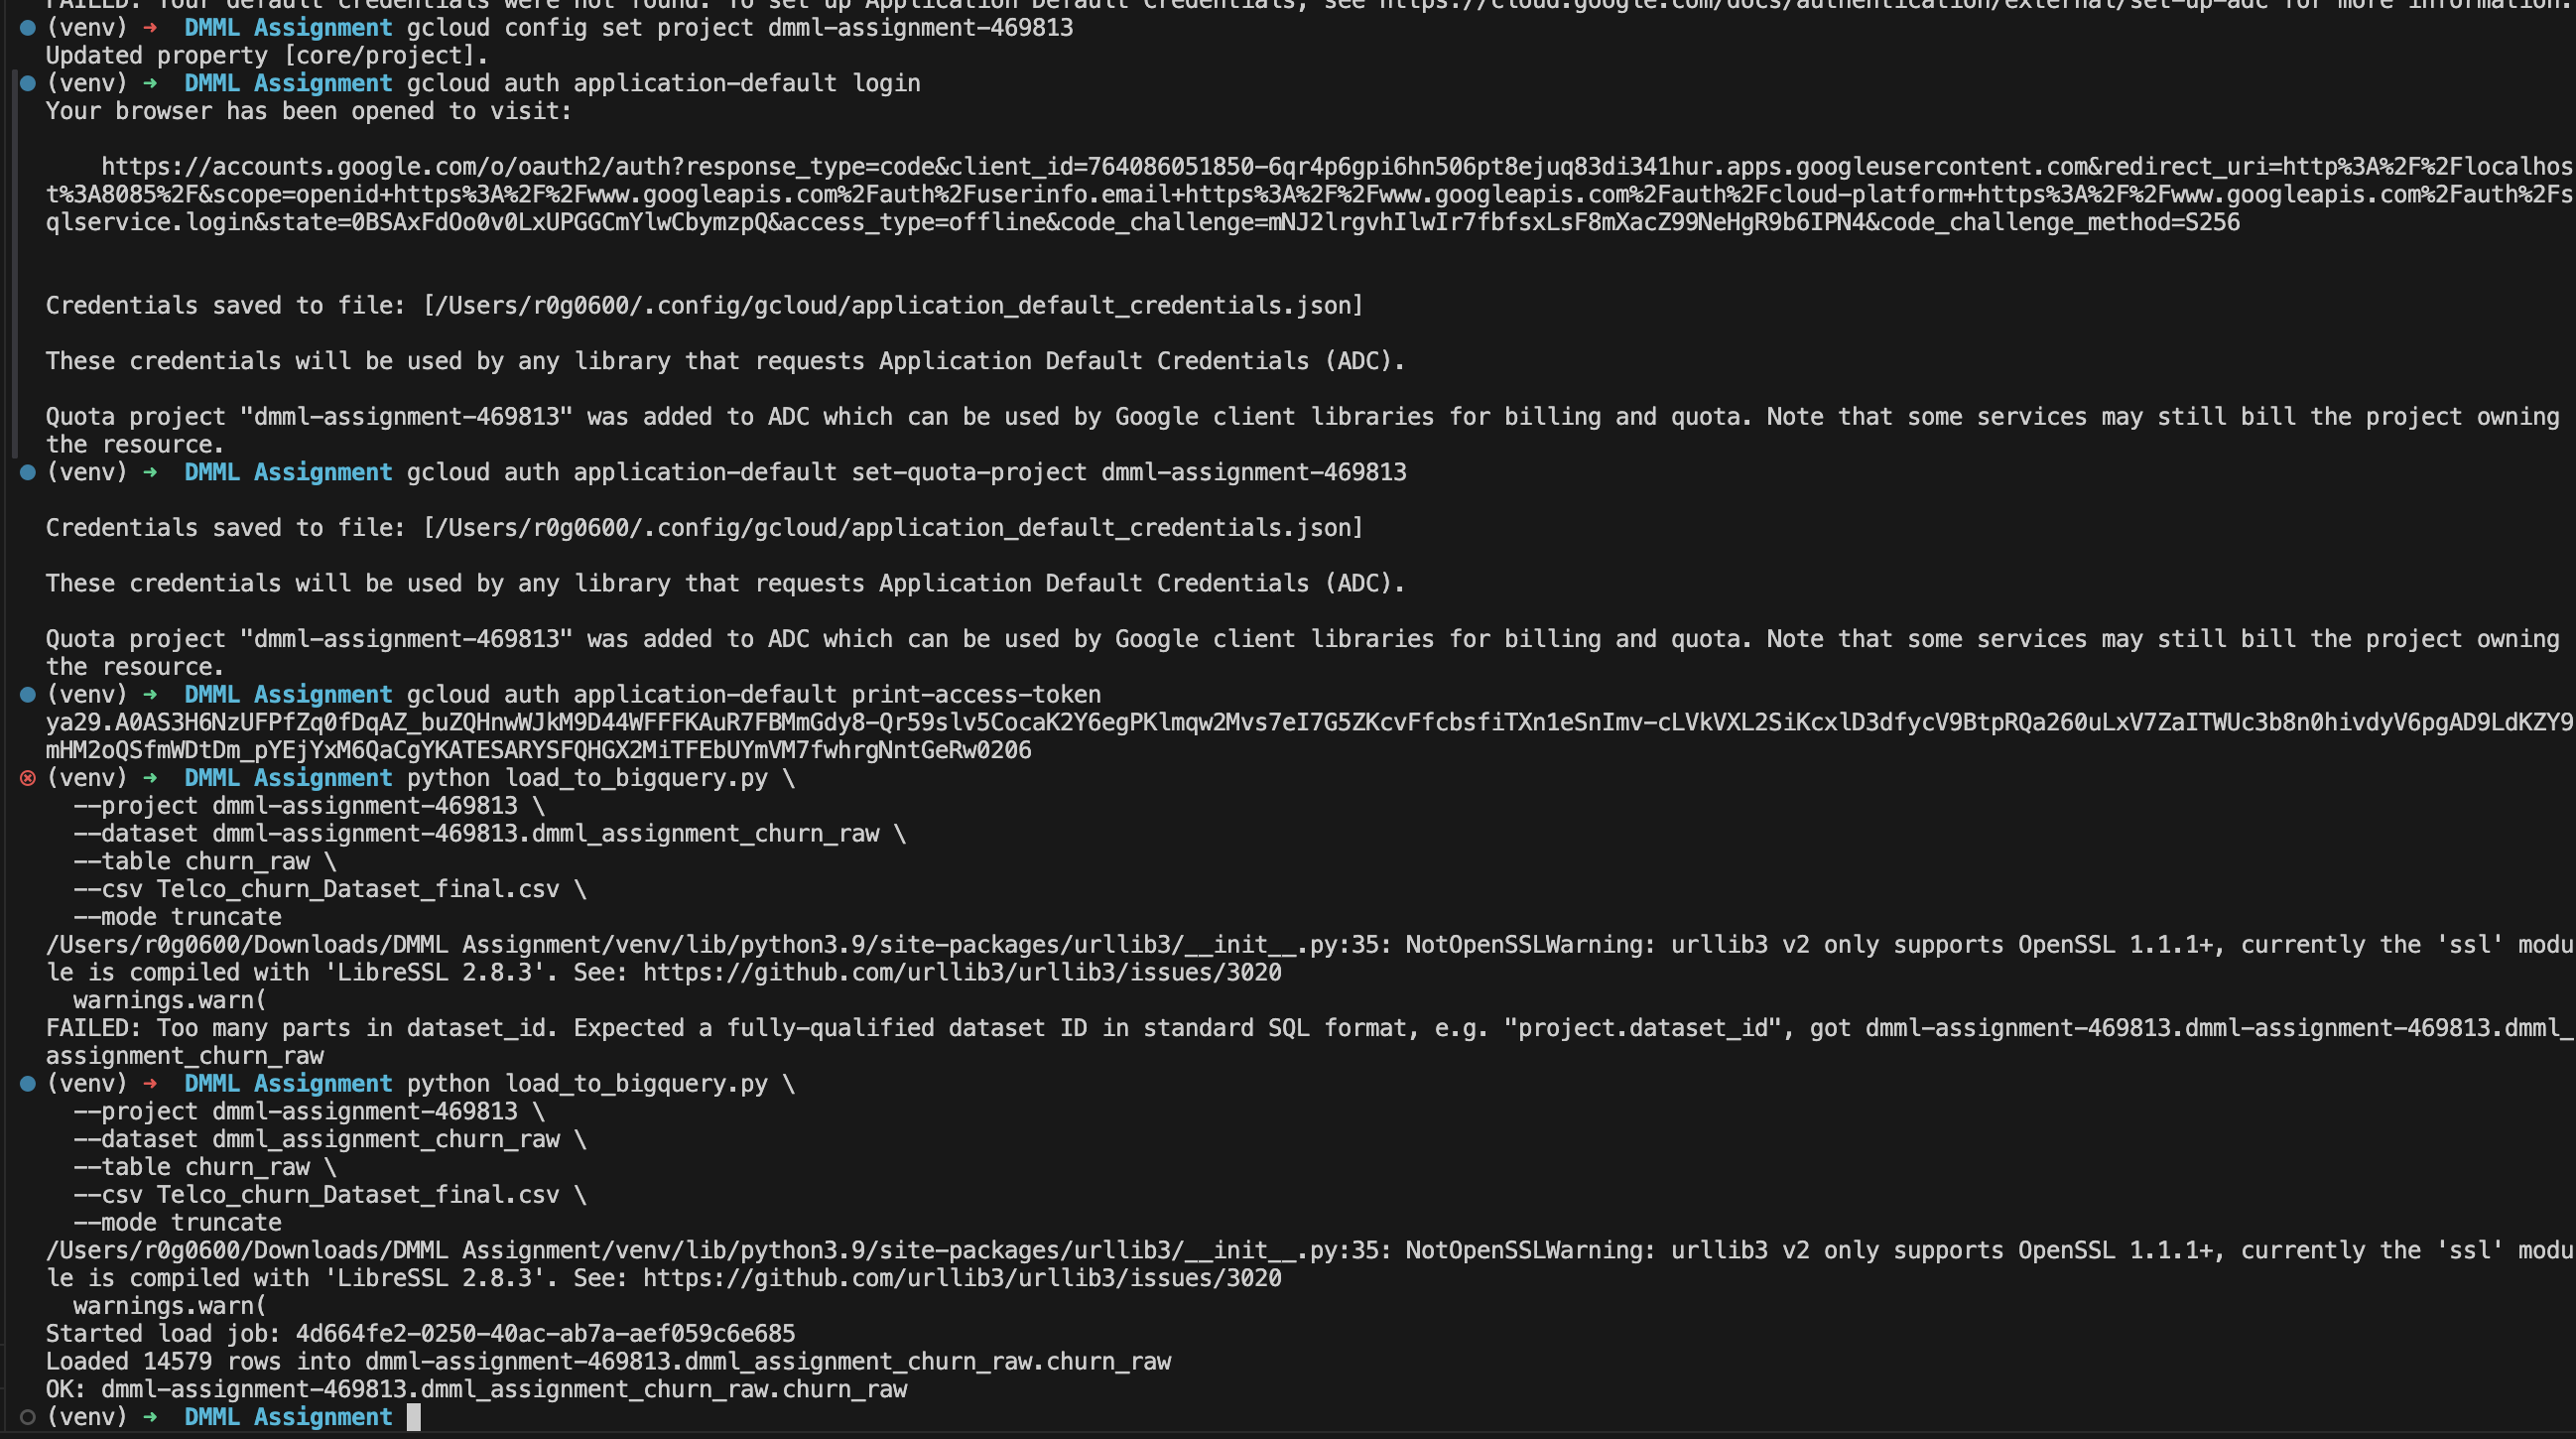 FAILED: Your default credentials were not found. To set up Application Default Credentials, see https://cloud.google.com/docs/authentication/external/set-up-adc for more information.
(venv) → DMML Assignment gcloud config set project dmml-assignment-469813
Updated property [core/project].
(venv) → DMML Assignment gcloud auth application-default login
Your browser has been opened to visit:
https://accounts.google.com/o/oauth2/auth?response_type=code&client_id=764086051850-6qr4p6gpi6hn506pt8ejuq83di341hur.apps.googleusercontent.com&redirect_uri=http%3A%2F%2Flocalhos
t%3A8085%2F&scope=openid+https%3A%2F%2Fwww.googleapis.com%2Fauth%2Fuserinfo.email+https%3A%2F%2Fwww.googleapis.com%2Fauth%2Fcloud-platform+https%3A%2F%2Fwww.googleapis.com%2Fauth%2Fs
qlservice.login&state=0BSAxFdOo0v0LxUPGGCmYlwCbymzpQ&access_type=offline&code_challenge=mNJ2lrgvhIlwIr7fbfsxLsF8mXacZ99NeHgR9b6IPN4&code_challenge_method=S256
Credentials saved to file: [/Users/r0g0600/.config/gcloud/application_default_credentials.json]
These credentials will be used by any library that requests Application Default Credentials (ADC).
Quota project "dmml-assignment-469813" was added to ADC which can be used by Google client libraries for billing and quota. Note that some services may still bill the project owning
the resource.
(venv) → DMML Assignment gcloud auth application-default set-quota-project dmml-assignment-469813
Credentials saved to file: [/Users/r0g0600/.config/gcloud/application_default_credentials.json]
These credentials will be used by any library that requests Application Default Credentials (ADC).
Quota project "dmml-assignment-469813" was added to ADC which can be used by Google client libraries for billing and quota. Note that some services may still bill the project owning
the resource.
(venv) → DMML Assignment gcloud auth application-default print-access-token
ya29.A0AS3H6NzUFPfZq0fDqAZ_buZQHnwWJkM9D44WFFFKAuR7FBMmGdy8-Qr59slv5CocaK2Y6egPKlmqw2Mvs7eI7G5ZKcvFfcbsfiTXn1eSnImv-cLVkVXL2SiKcxlD3dfycV9BtpRQa260uLxV7ZaITWUc3b8n0hivdyV6pgAD9LdKZY9
mHM2oQSfmWDtDm_pYEjYxM6QaCgYKATESARYSFQHGX2MiTFEbUYmVM7fwhrgNntGeRw0206
(venv) → DMML Assignment python load_to_bigquery.py \
--project dmml-assignment-469813 \
--dataset dmml-assignment-469813.dmml_assignment_churn_raw \
--table churn_raw \
--csv Telco_churn_Dataset_final.csv \
--mode truncate
/Users/r0g0600/Downloads/DMML Assignment/venv/lib/python3.9/site-packages/urllib3/__init__.py:35: NotOpenSSLWarning: urllib3 v2 only supports OpenSSL 1.1.1+, currently the 'ssl' modu
le is compiled with 'LibreSSL 2.8.3'. See: https://github.com/urllib3/urllib3/issues/3020
warnings.warn(
FAILED: Too many parts in dataset_id. Expected a fully-qualified dataset ID in standard SQL format, e.g. "project.dataset_id", got dmml-assignment-469813.dmml-assignment-469813.dmml_
assignment_churn_raw
(venv) → DMML Assignment python load_to_bigquery.py \
--project dmml-assignment-469813 \
--dataset dmml_assignment_churn_raw \
--table churn_raw \
--csv Telco_churn_Dataset_final.csv \
--mode truncate
/Users/r0g0600/Downloads/DMML Assignment/venv/lib/python3.9/site-packages/urllib3/__init__.py:35: NotOpenSSLWarning: urllib3 v2 only supports OpenSSL 1.1.1+, currently the 'ssl' modu
le is compiled with 'LibreSSL 2.8.3'. See: https://github.com/urllib3/urllib3/issues/3020
warnings.warn(
Started load job: 4d664fe2-0250-40ac-ab7a-aef059c6e685
Loaded 14579 rows into dmml-assignment-469813.dmml_assignment_churn_raw.churn_raw
OK: dmml-assignment-469813.dmml_assignment_churn_raw.churn_raw
(venv) → DMML Assignment